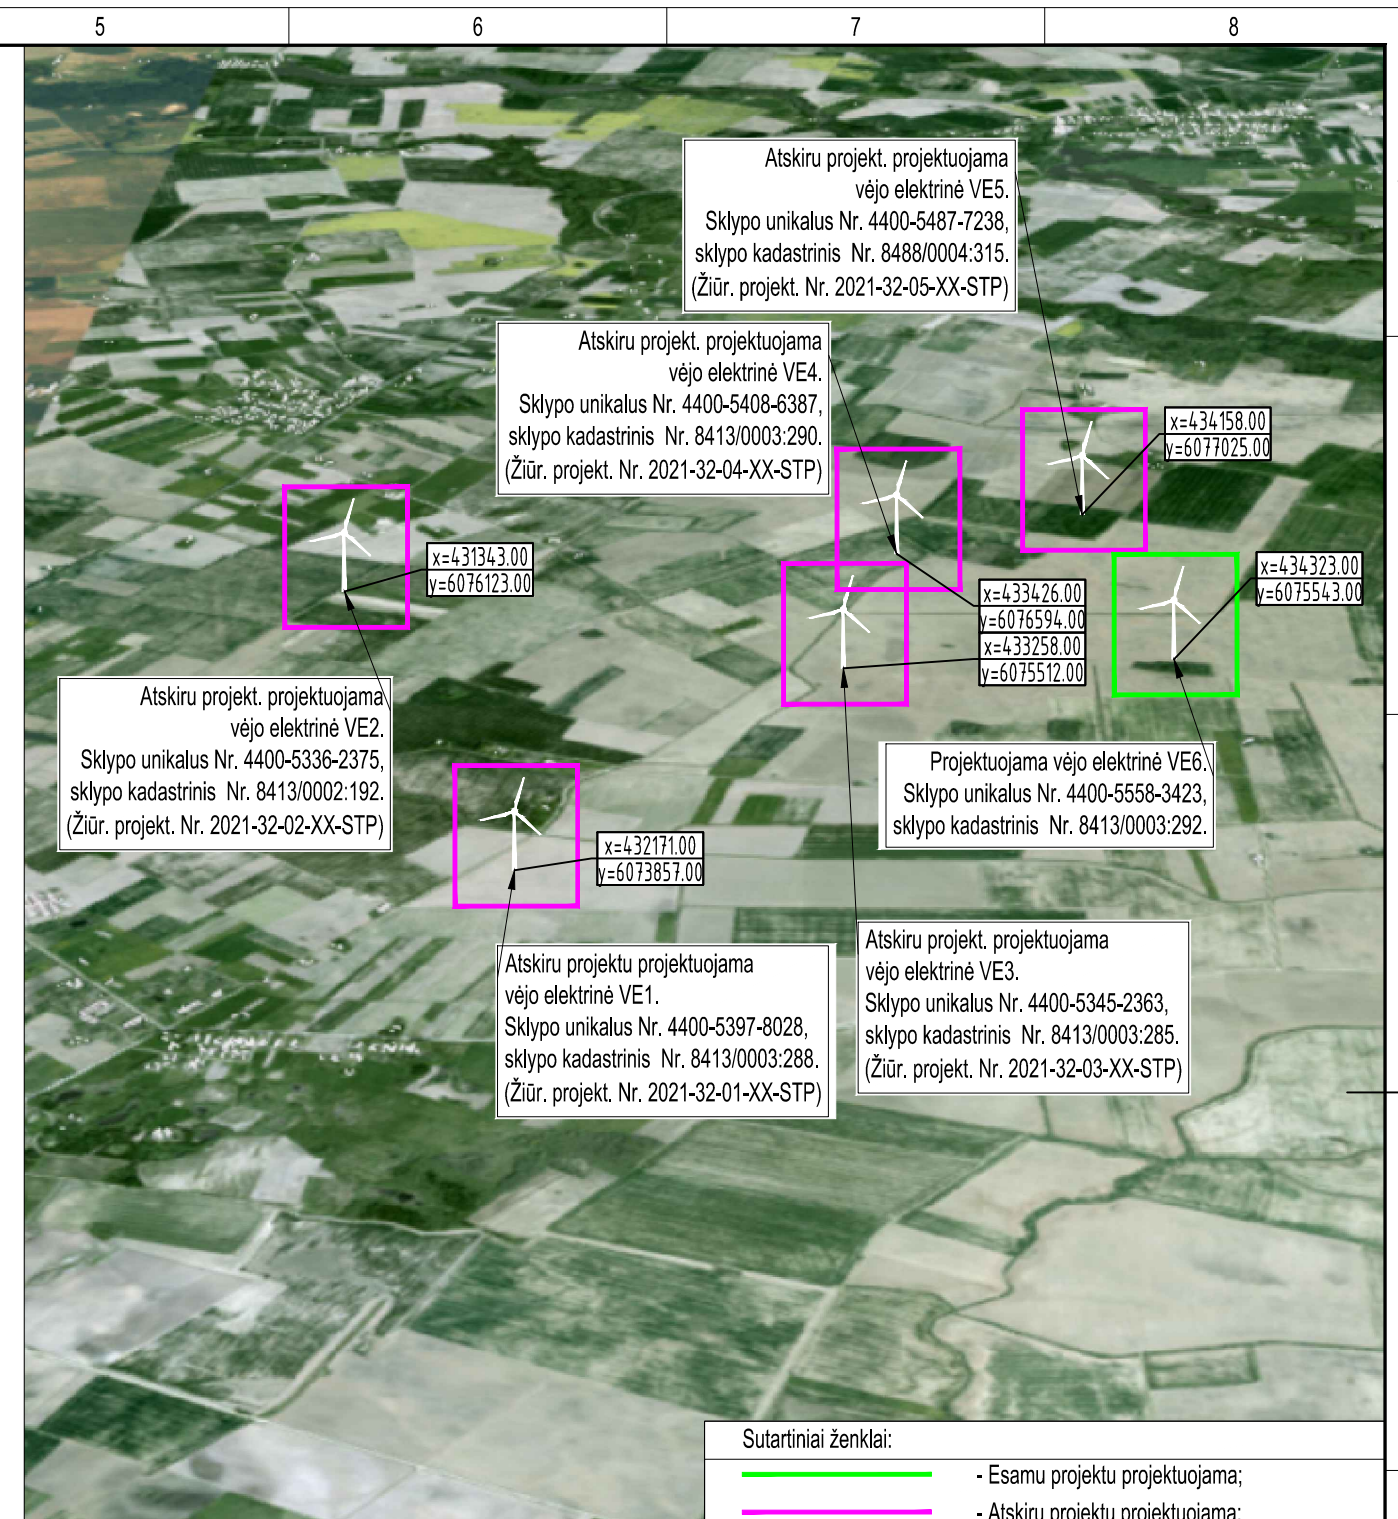 5
6
7
8
Atskiru projekt. projektuojama
vėjo elektrinė VE5.
Sklypo unikalus Nr. 4400-5487-7238,
sklypo kadastrinis Nr. 8488/0004:315.
(Žiūr. projekt. Nr. 2021-32-05-XX-STP)
Atskiru projekt. projektuojama
vėjo elektrinė VE4.
Sklypo unikalus Nr. 4400-5408-6387,
sklypo kadastrinis Nr. 8413/0003:290.
(Žiūr. projekt. Nr. 2021-32-04-XX-STP)
x=434158.00
y=6077025.00
x=431343.00
y=6076123.00
x=434323.00
y=6075543.00
x=433426.00
y=6076594.00
x=433258.00
y=6075512.00
Atskiru projekt. projektuojama
vėjo elektrinė VE2.
Sklypo unikalus Nr. 4400-5336-2375,
sklypo kadastrinis Nr. 8413/0002:192.
(Žiūr. projekt. Nr. 2021-32-02-XX-STP)
Projektuojama vėjo elektrinė VE6.
Sklypo unikalus Nr. 4400-5558-3423,
sklypo kadastrinis Nr. 8413/0003:292.
x=432171.00
y=6073857.00
Atskiru projektu projektuojama
vėjo elektrinė VE1.
Sklypo unikalus Nr. 4400-5397-8028,
sklypo kadastrinis Nr. 8413/0003:288.
(Žiūr. projekt. Nr. 2021-32-01-XX-STP)
Atskiru projekt. projektuojama
vėjo elektrinė VE3.
Sklypo unikalus Nr. 4400-5345-2363,
sklypo kadastrinis Nr. 8413/0003:285.
(Žiūr. projekt. Nr. 2021-32-03-XX-STP)
Sutartiniai ženklai:
- Esamu projektu projektuojama;
- Atskiru projektu projektuojama;